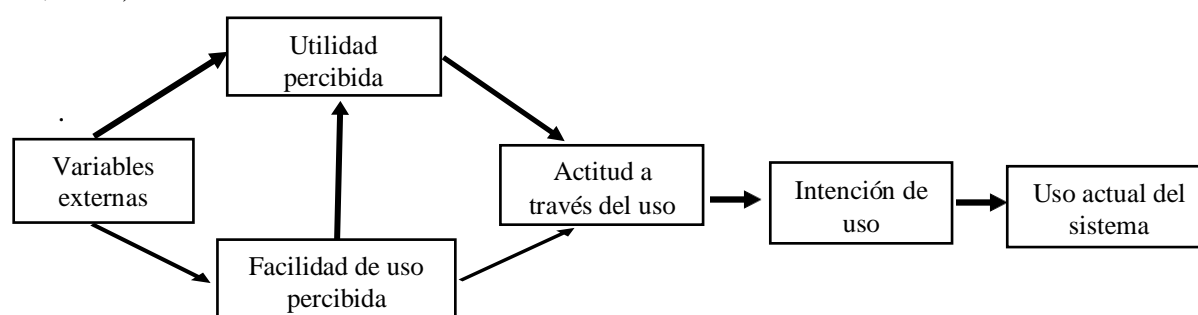 Utilidad
percibida
Variables
externas
Facilidad de uso
percibida
Actitud a
través del uso
Intención de
uso
Uso actual del
sistema